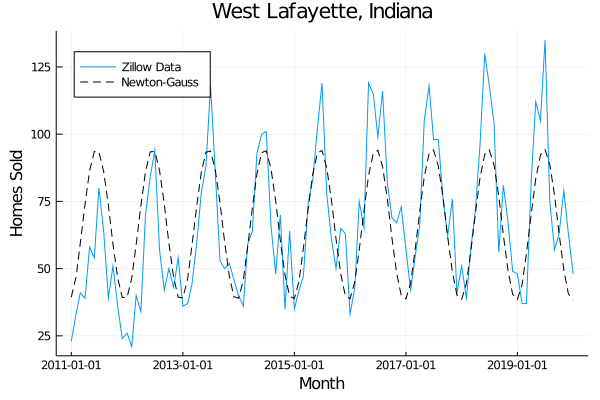 West Lafayette, Indiana
Zillow Data
Newton-Gauss
Homes Sold
125
100
75
50
25
2011-01-01 2013-01-01 2015-01-01 2017-01-01 2019-01-01
Month